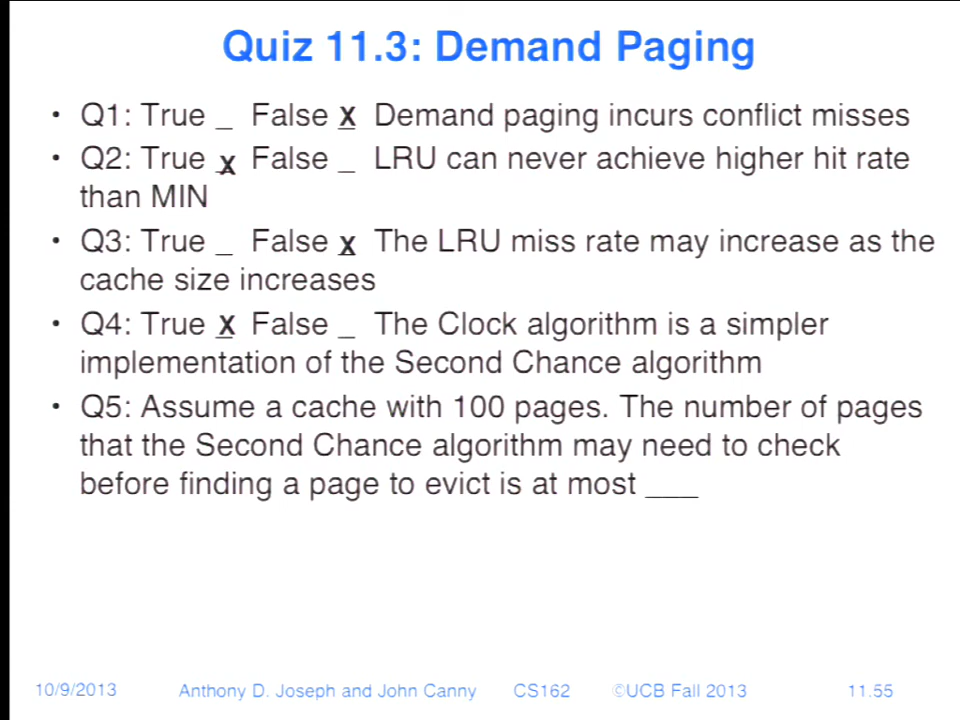 Quiz 11.3: Demand Paging
• Q1: True _ False X Demand paging incurs conflict misses
• Q2: True X False _ LRU can never achieve higher hit rate
than MIN
• Q3: True _ False X The LRU miss rate may increase as the
cache size increases
• Q4: True X False _ The Clock algorithm is a simpler
implementation of the Second Chance algorithm
• Q5: Assume a cache with 100 pages. The number of pages
that the Second Chance algorithm may need to check
before finding a page to evict is at most ___
10/9/2013 Anthony D. Joseph and John Canny CS162 ©UCB Fall 2013 11.55